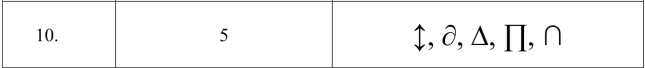 10. 5 ↕, ∂, Δ, ∏, ∩